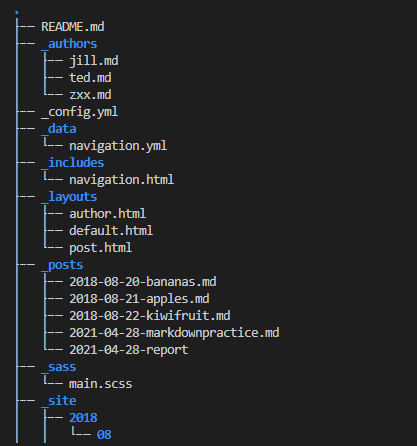 .
├── README.md
├── _authors
│   ├── jill.md
│   ├── ted.md
│   └── zxx.md
├── _config.yml
├── _data
│   └── navigation.yml
├── _includes
│   └── navigation.html
├── _layouts
│   ├── author.html
│   ├── default.html
│   └── post.html
├── _posts
│   ├── 2018-08-20-bananas.md
│   ├── 2018-08-21-apples.md
│   ├── 2018-08-22-kiwifruit.md
│   ├── 2021-04-28-markdownpractice.md
│   └── 2021-04-28-report
├── _sass
│   └── main.scss
├── _site
│   ├── 2018
│   │   └── 08